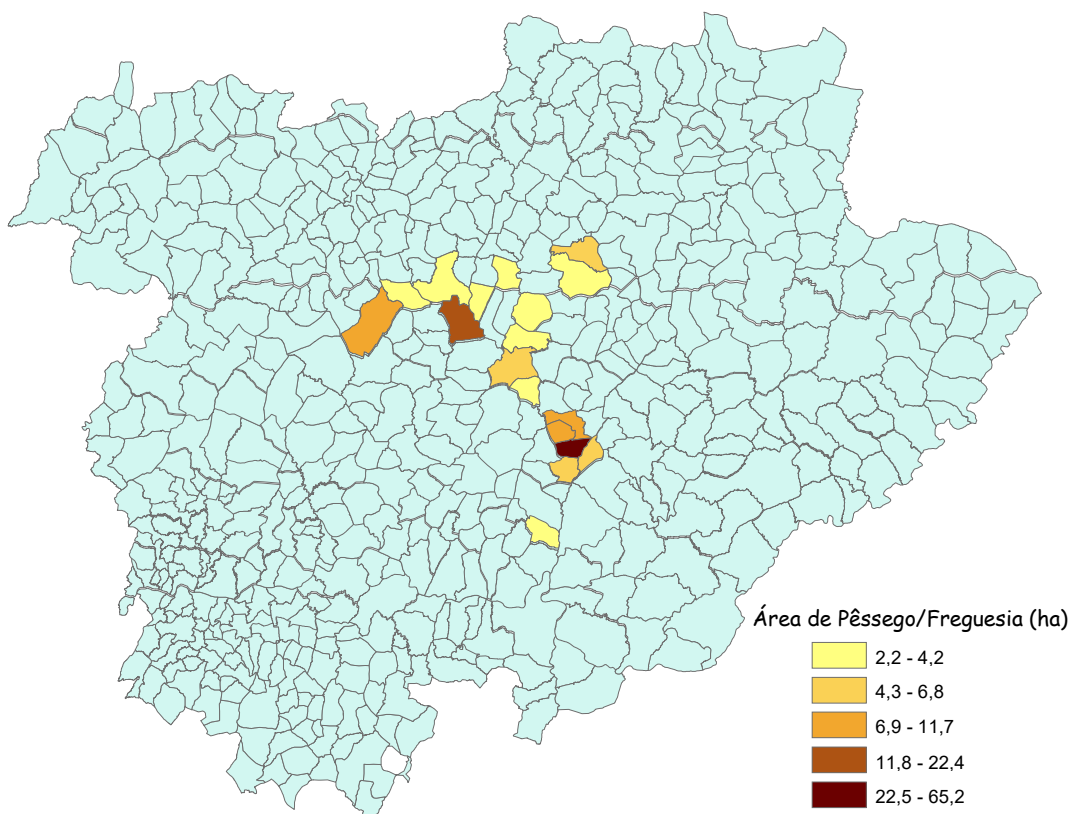 Área de Pêssego/Freguesia (ha)
2,2 - 4,2
4,3 - 6,8
6,9 - 11,7
11,8 - 22,4
22,5 - 65,2